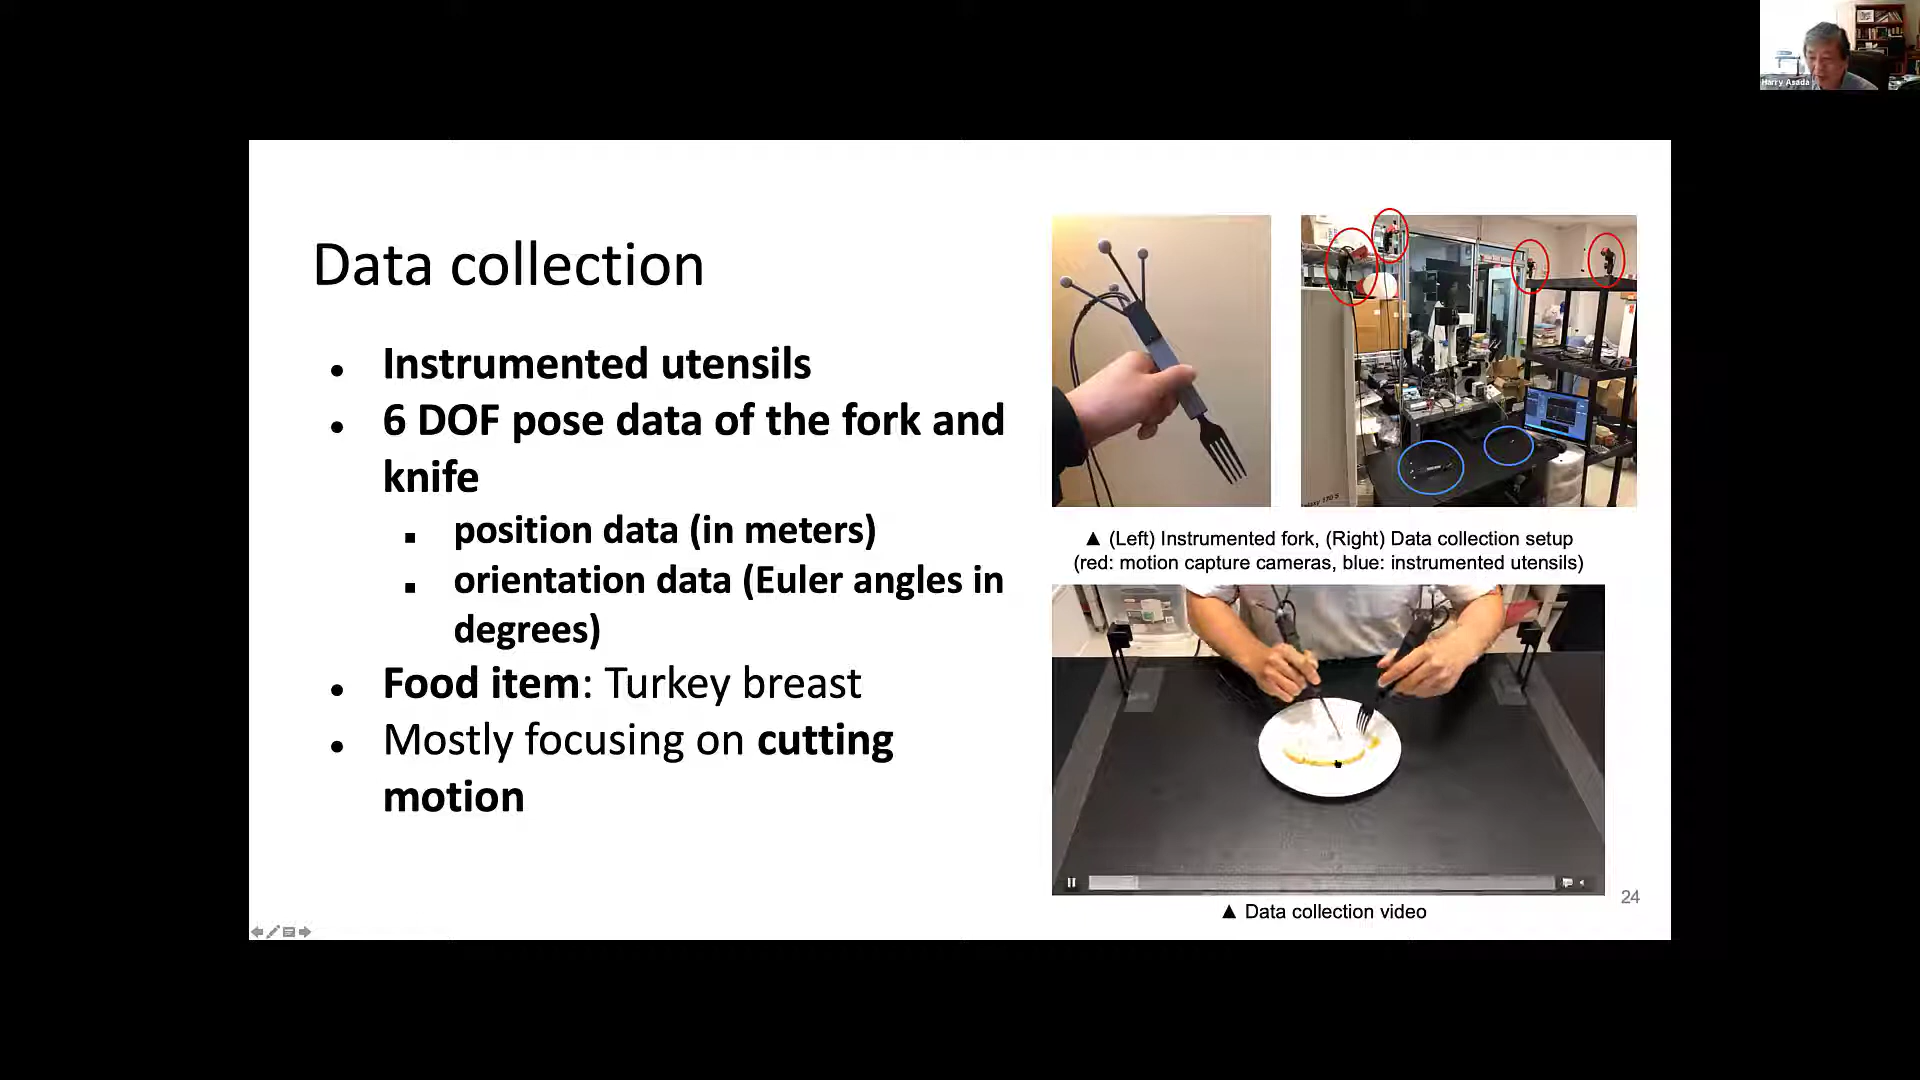 Harry Asada
Data collection
Instrumented utensils
6 DOF pose data of the fork and
knife
position data (in meters)
orientation data (Euler angles in
degrees)
Food item: Turkey breast
Mostly focusing on cutting
motion
▲ (Left) Instrumented fork, (Right) Data collection setup
(red: motion capture cameras, blue: instrumented utensils)
▲ Data collection video
24